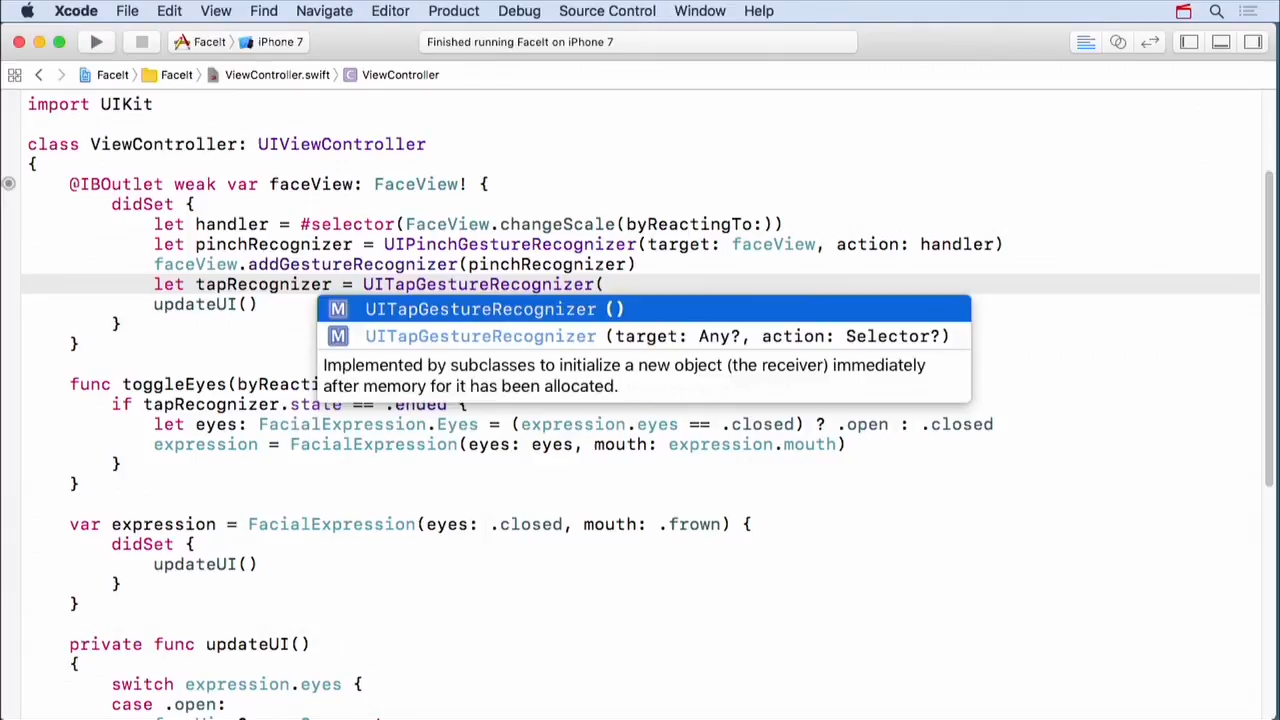 Xcode File Edit View Find Navigate Editor Product Debug Source Control Window Help
FaceIt iPhone 7 Finished running FaceIt on iPhone 7
FaceIt FaceIt ViewController.swift C ViewController
import UIKit
class ViewController: UIViewController
{
@IBOutlet weak var faceView: FaceView! {
didSet {
let handler = #selector(FaceView.changeScale(byReactingTo:))
let pinchRecognizer = UIPinchGestureRecognizer(target: faceView, action: handler)
faceView.addGestureRecognizer(pinchRecognizer)
let tapRecognizer = UITapGestureRecognizer(
updateUI()
M UITapGestureRecognizer ()
}
M UITapGestureRecognizer (target: Any?, action: Selector?)
}
Implemented by subclasses to initialize a new object (the receiver) immediately
after memory for it has been allocated.
func toggleEyes(byReacti
if tapRecognizer.state == .ended {
let eyes: FacialExpression.Eyes = (expression.eyes == .closed) ? .open : .closed
expression = FacialExpression(eyes: eyes, mouth: expression.mouth)
}
}
var expression = FacialExpression(eyes: .closed, mouth: .frown) {
didSet {
updateUI()
}
}
private func updateUI()
{
switch expression.eyes {
case .open: